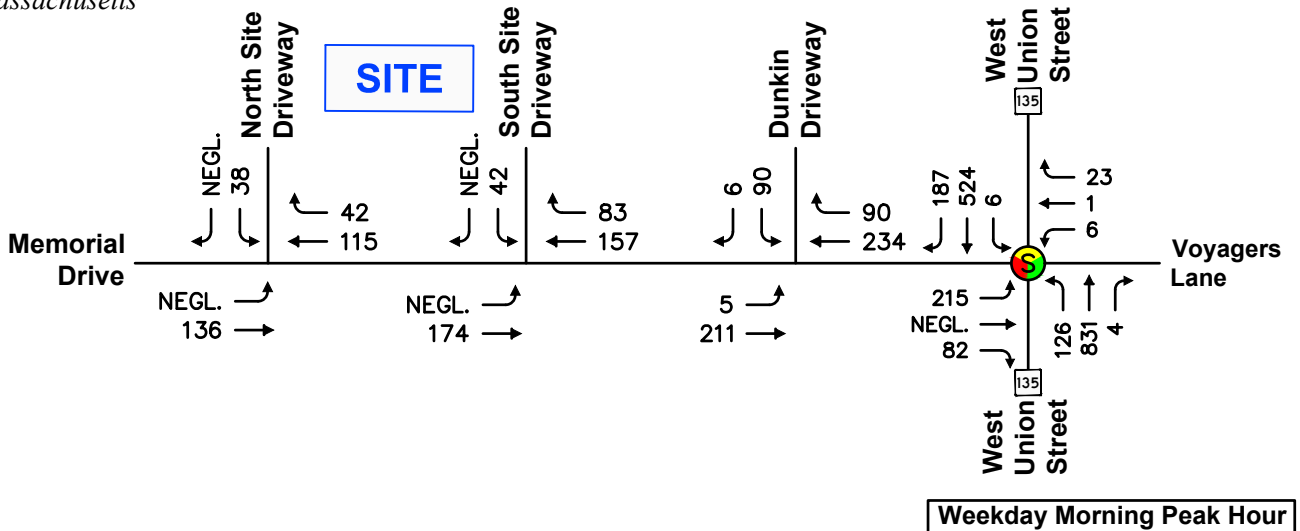 North Site
Driveway
SITE
South Site
Driveway
Dunkin
Driveway
West
Union
Street
135
NEGL.
38
42
115
NEGL.
42
83
157
6
90
90
234
187
524
6
23
1
6
Memorial
Drive
S
Voyagers
Lane
NEGL.
136
NEGL.
174
5
211
215
NEGL.
82
126
831
4
135
West
Union
Street
Weekday Morning Peak Hour